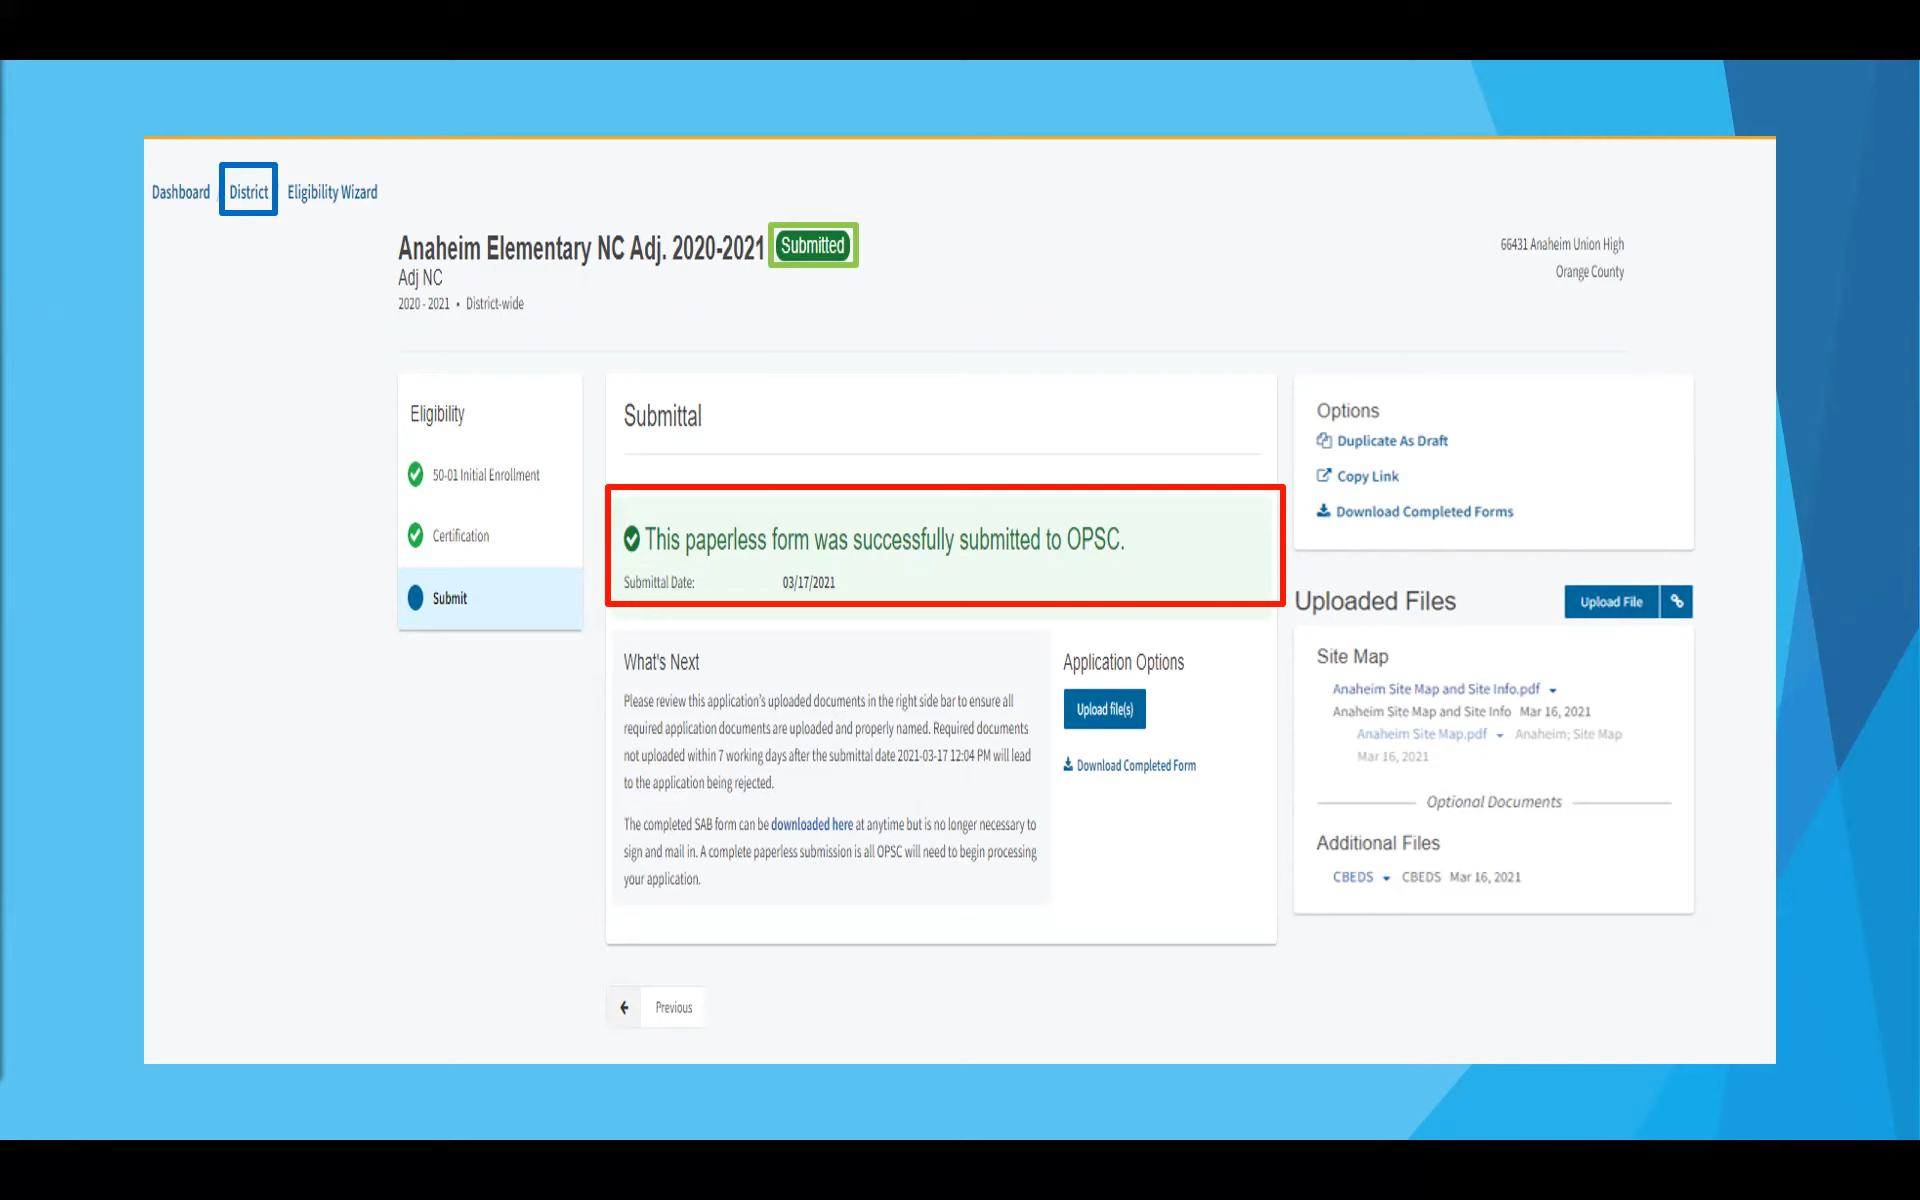 Dashboard District Eligibility Wizard
Anaheim Elementary NC Adj. 2020-2021 Submitted
Adj NC
2020 - 2021 • District-wide
66431 Anaheim Union High
Orange County
Eligibility
50-01 Initial Enrollment
Certification
Submit
Submittal
This paperless form was successfully submitted to OPSC.
Submittal Date: 03/17/2021
What's Next
Please review this application's uploaded documents in the right side bar to ensure all
required application documents are uploaded and properly named. Required documents
not uploaded within 7 working days after the submittal date 2021-03-17 12:04 PM will lead
to the application being rejected.
The completed SAB form can be downloaded here at anytime but is no longer necessary to
sign and mail in. A complete paperless submission is all OPSC will need to begin processing
your application.
Application Options
Upload file(s)
Download Completed Form
Previous
Options
Duplicate As Draft
Copy Link
Download Completed Forms
Uploaded Files Upload File
Site Map
Anaheim Site Map and Site Info.pdf
Anaheim Site Map and Site Info Mar 16, 2021
Anaheim Site Map.pdf Anaheim; Site Map
Mar 16, 2021
Optional Documents
Additional Files
CBEDS CBEDS Mar 16, 2021